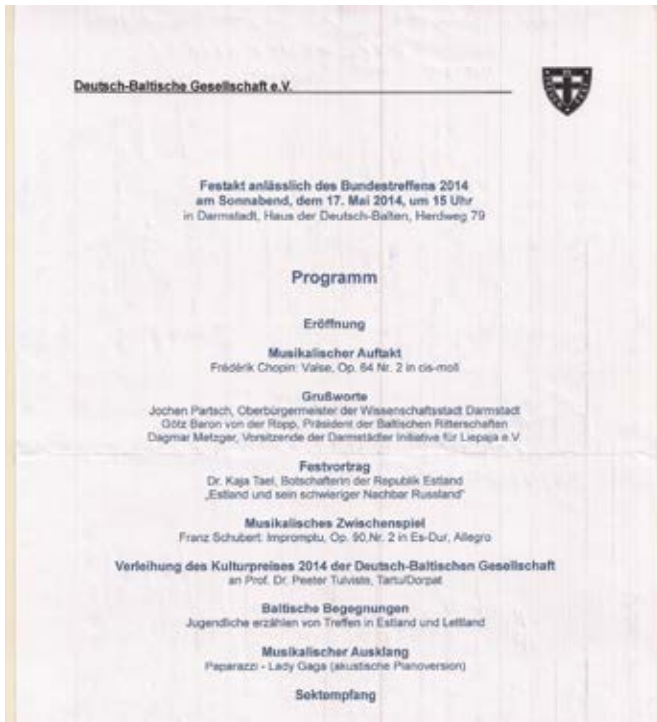 Deutsch-Baltische Gesellschaft e.V.
Festakt anlässlich des Bundestreffens 2014
am Sonnabend, dem 17. Mai 2014, um 15 Uhr
in Darmstadt, Haus der Deutsch-Balten, Herdweg 79
Programm
Eröffnung
Musikalischer Auftakt
Frédérik Chopin: Valse, Op. 64 Nr. 2 in cis-moll
Grußworte
Jochen Partsch, Oberbürgermeister der Wissenschaftsstadt Darmstadt
Götz Baron von der Ropp, Präsident der Baltischen Ritterschaften
Dagmar Metzger, Vorsitzende der Darmstädter Initiative für Liepaja e.V.
Festvortrag
Dr. Kaja Tael, Botschafterin der Republik Estland
„Estland und sein schwieriger Nachbar Russland"
Musikalisches Zwischenspiel
Franz Schubert: Impromptu, Op. 90,Nr. 2 in Es-Dur, Allegro
Verleihung des Kulturpreises 2014 der Deutsch-Baltischen Gesellschaft
an Prof. Dr. Peeter Tulviste, Tartu/Dorpat
Baltische Begegnungen
Jugendliche erzählen von Treffen in Estland und Lettland
Musikalischer Ausklang
Paparazzi - Lady Gaga (akustische Pianoversion)
Sektempfang